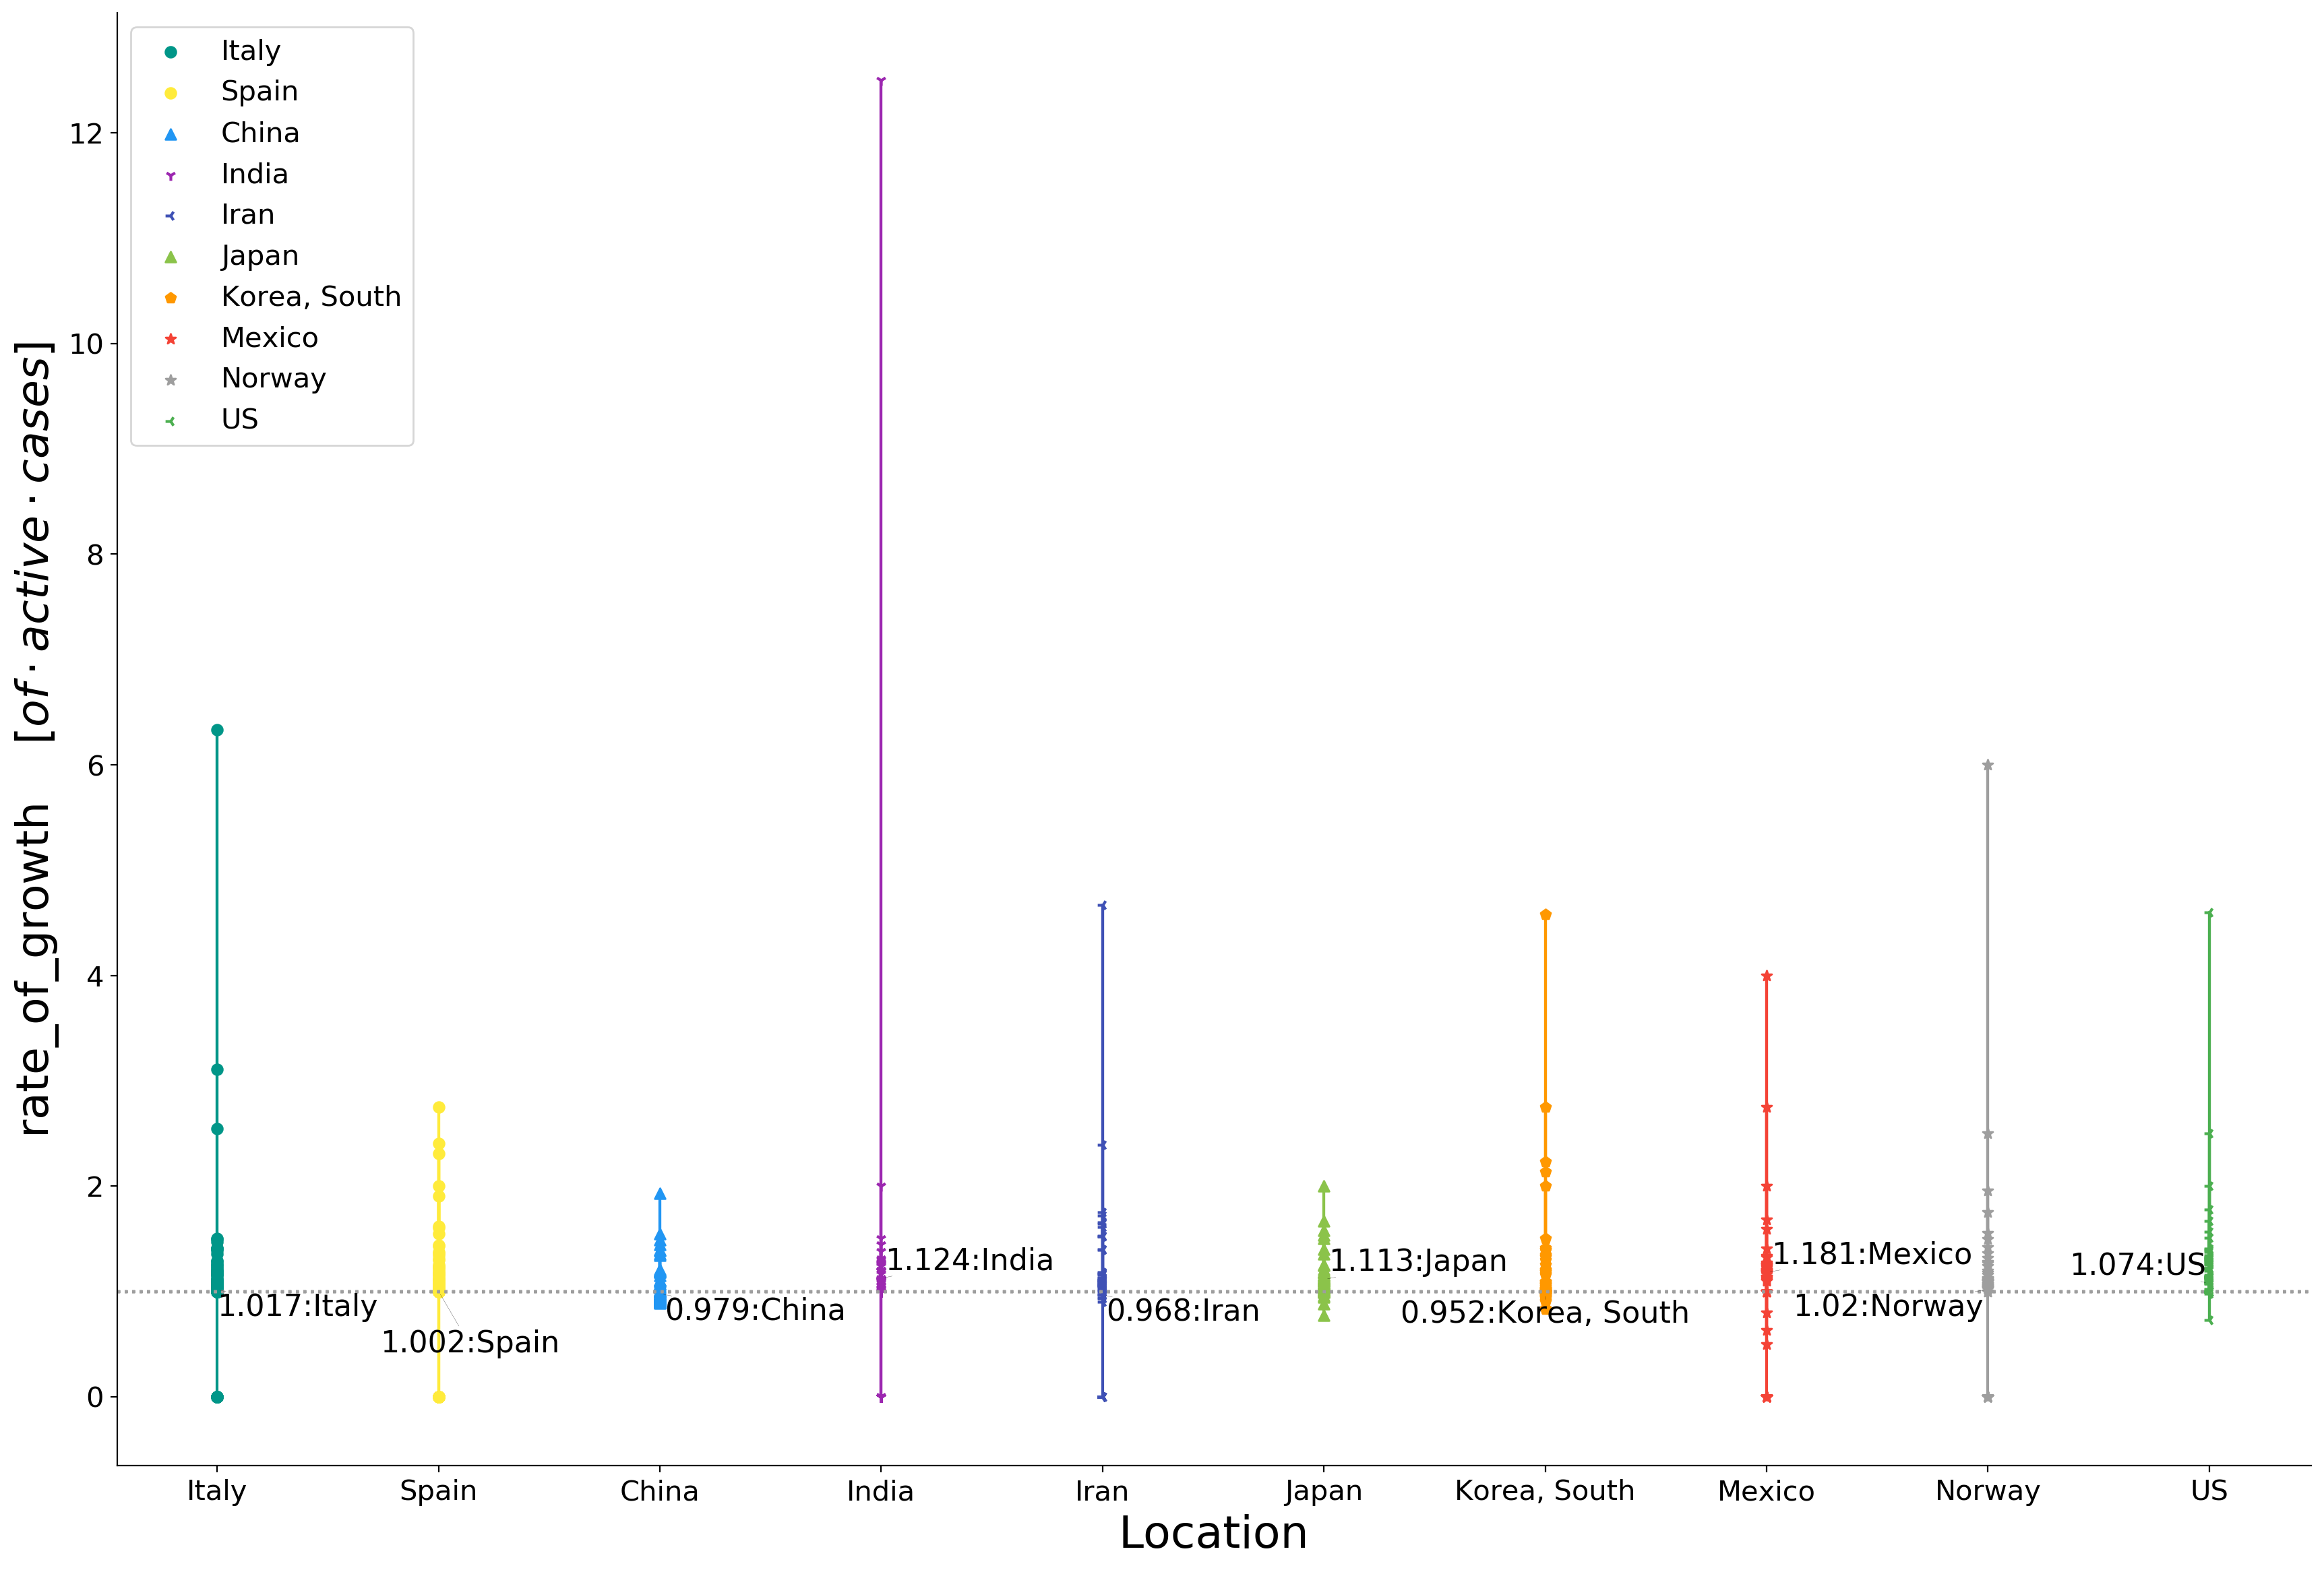 Italy
Spain
China
India
Iran
Japan
Korea, South
Mexico
Norway
US
rate_of_growth [of·active·cases]
12
10
8
6
4
2
0
1.017:Italy
1.002:Spain
0.979:China
1.124:India
0.968:Iran
1.113:Japan
0.952:Korea, South
1.181:Mexico
1.02:Norway
1.074:US
Italy
Spain
China
India
Iran
Japan
Korea, South
Mexico
Norway
US
Location